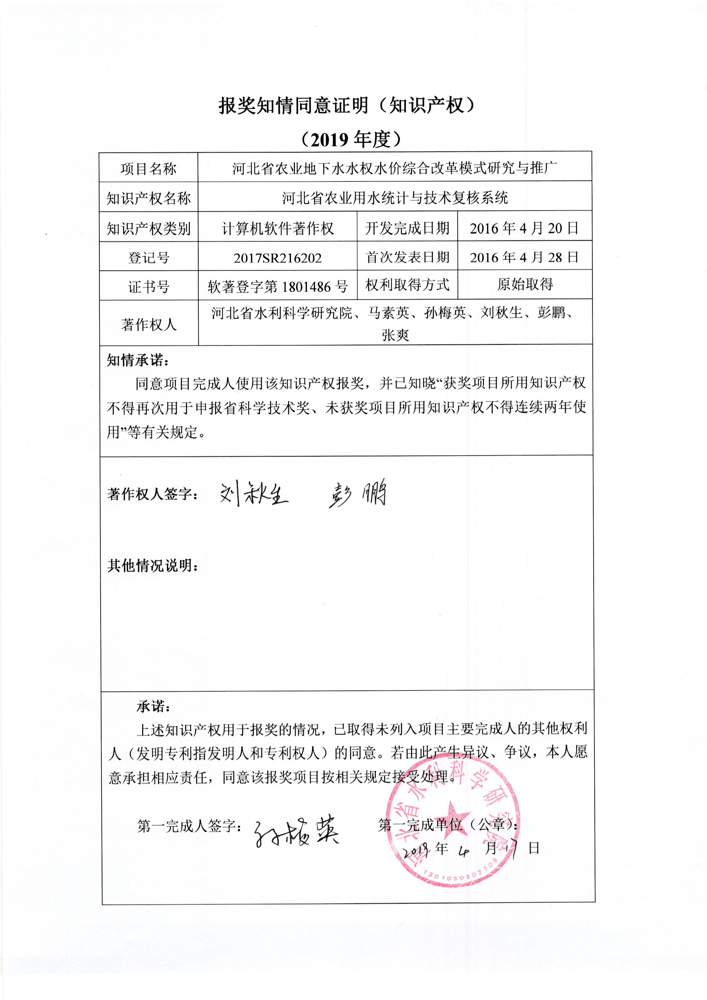 报奖知情同意证明（知识产权）
（2019 年度）
项目名称 河北省农业地下水水权水价综合改革模式研究与推广
知识产权名称 河北省农业用水统计与技术复核系统
知识产权类别 计算机软件著作权 开发完成日期 2016 年 4 月 20 日
登记号 2017SR216202 首次发表日期 2016 年 4 月 28 日
证书号 软著登字第 1801486 号 权利取得方式 原始取得
著作权人 河北省水利科学研究院、马素英、孙梅英、刘秋生、彭鹏、
张爽
知情承诺：
同意项目完成人使用该知识产权报奖，并已知晓“获奖项目所用知识产权
不得再次用于申报省科学技术奖、未获奖项目所用知识产权不得连续两年使
用”等有关规定。
著作权人签字： 刘秋生 彭鹏
其他情况说明：
承诺：
上述知识产权用于报奖的情况，已取得未列入项目主要完成人的其他权利
人（发明专利指发明人和专利权人）的同意。若由此产生异议、争议，本人愿
意承担相应责任，同意该报奖项目按相关规定接受处理。
第一完成人签字：孙梅英 第一完成单位（公章）：
2019 年 4 月 17 日
河北省水利科学研究院
1301050202109